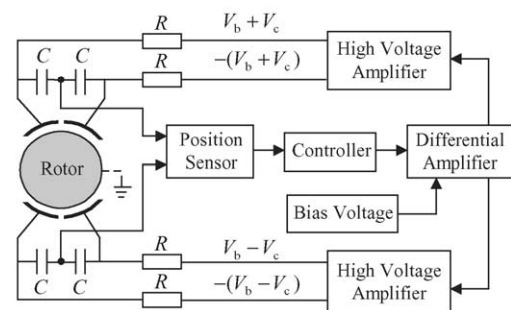 R
V_b + V_c
High Voltage
Amplifier
C
C
R
−(V_b + V_c)
Rotor
Position
Sensor
Controller
Differential
Amplifier
Bias Voltage
R
V_b − V_c
High Voltage
Amplifier
C
C
R
−(V_b − V_c)